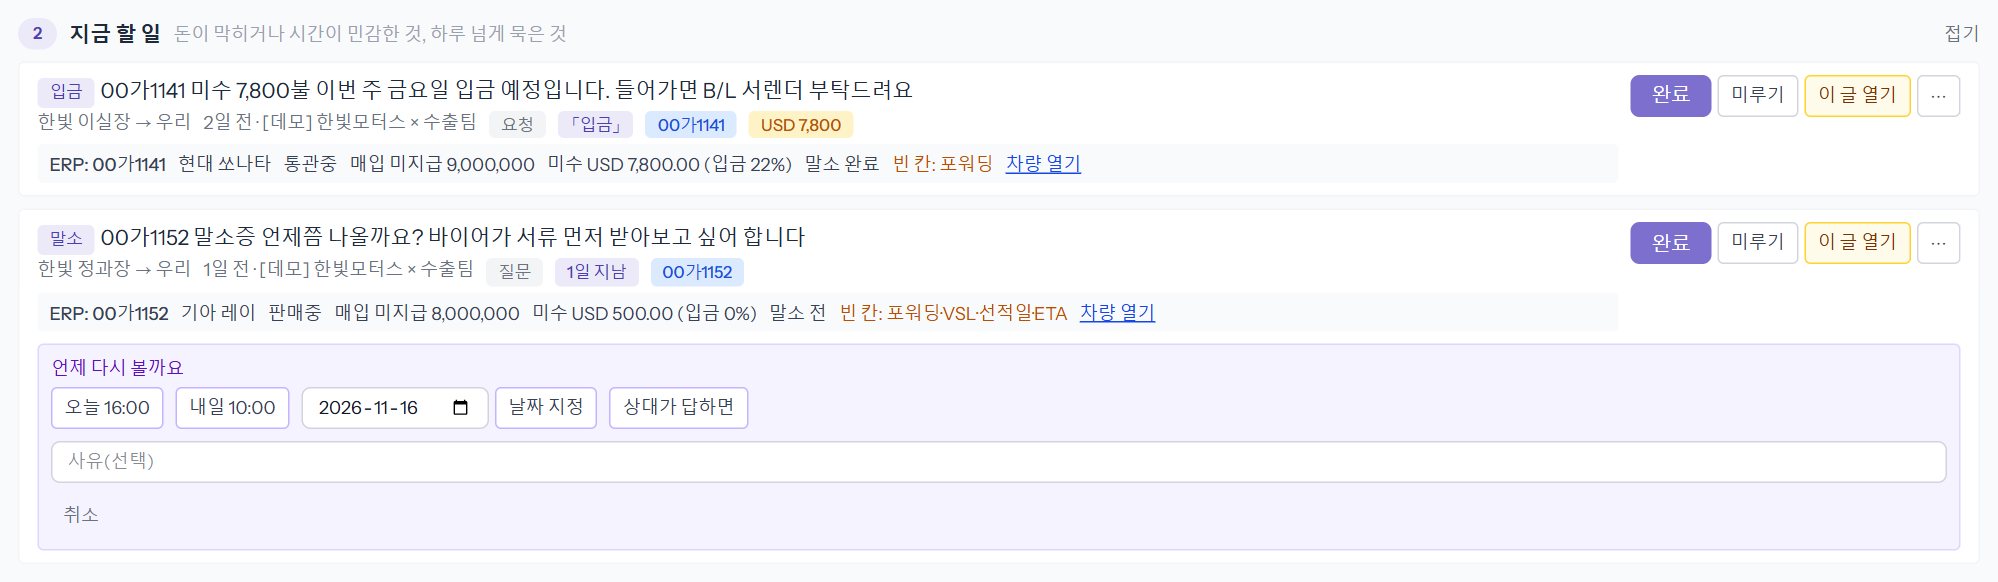 2 지금 할 일 돈이 막히거나 시간이 민감한 것, 하루 넘게 묵은 것 접기
입금 00가1141 미수 7,800불 이번 주 금요일 입금 예정입니다. 들어가면 B/L 서렌더 부탁드려요 완료 미루기 이 글 열기 ...
한빛 이실장 → 우리 2일 전 · [데모] 한빛모터스 × 수출팀 요청 「입금」 00가1141 USD 7,800
ERP: 00가1141 현대 쏘나타 통관중 매입 미지급 9,000,000 미수 USD 7,800.00 (입금 22%) 말소 완료 빈 칸: 포워딩 차량 열기
말소 00가1152 말소증 언제쯤 나올까요? 바이어가 서류 먼저 받아보고 싶어 합니다 완료 미루기 이 글 열기 ...
한빛 정과장 → 우리 1일 전 · [데모] 한빛모터스 × 수출팀 질문 1일 지남 00가1152
ERP: 00가1152 기아 레이 판매중 매입 미지급 8,000,000 미수 USD 500.00 (입금 0%) 말소 전 빈 칸: 포워딩·VSL·선적일·ETA 차량 열기
언제 다시 볼까요
오늘 16:00 내일 10:00 2026-11-16 날짜 지정 상대가 답하면
사유(선택)
취소